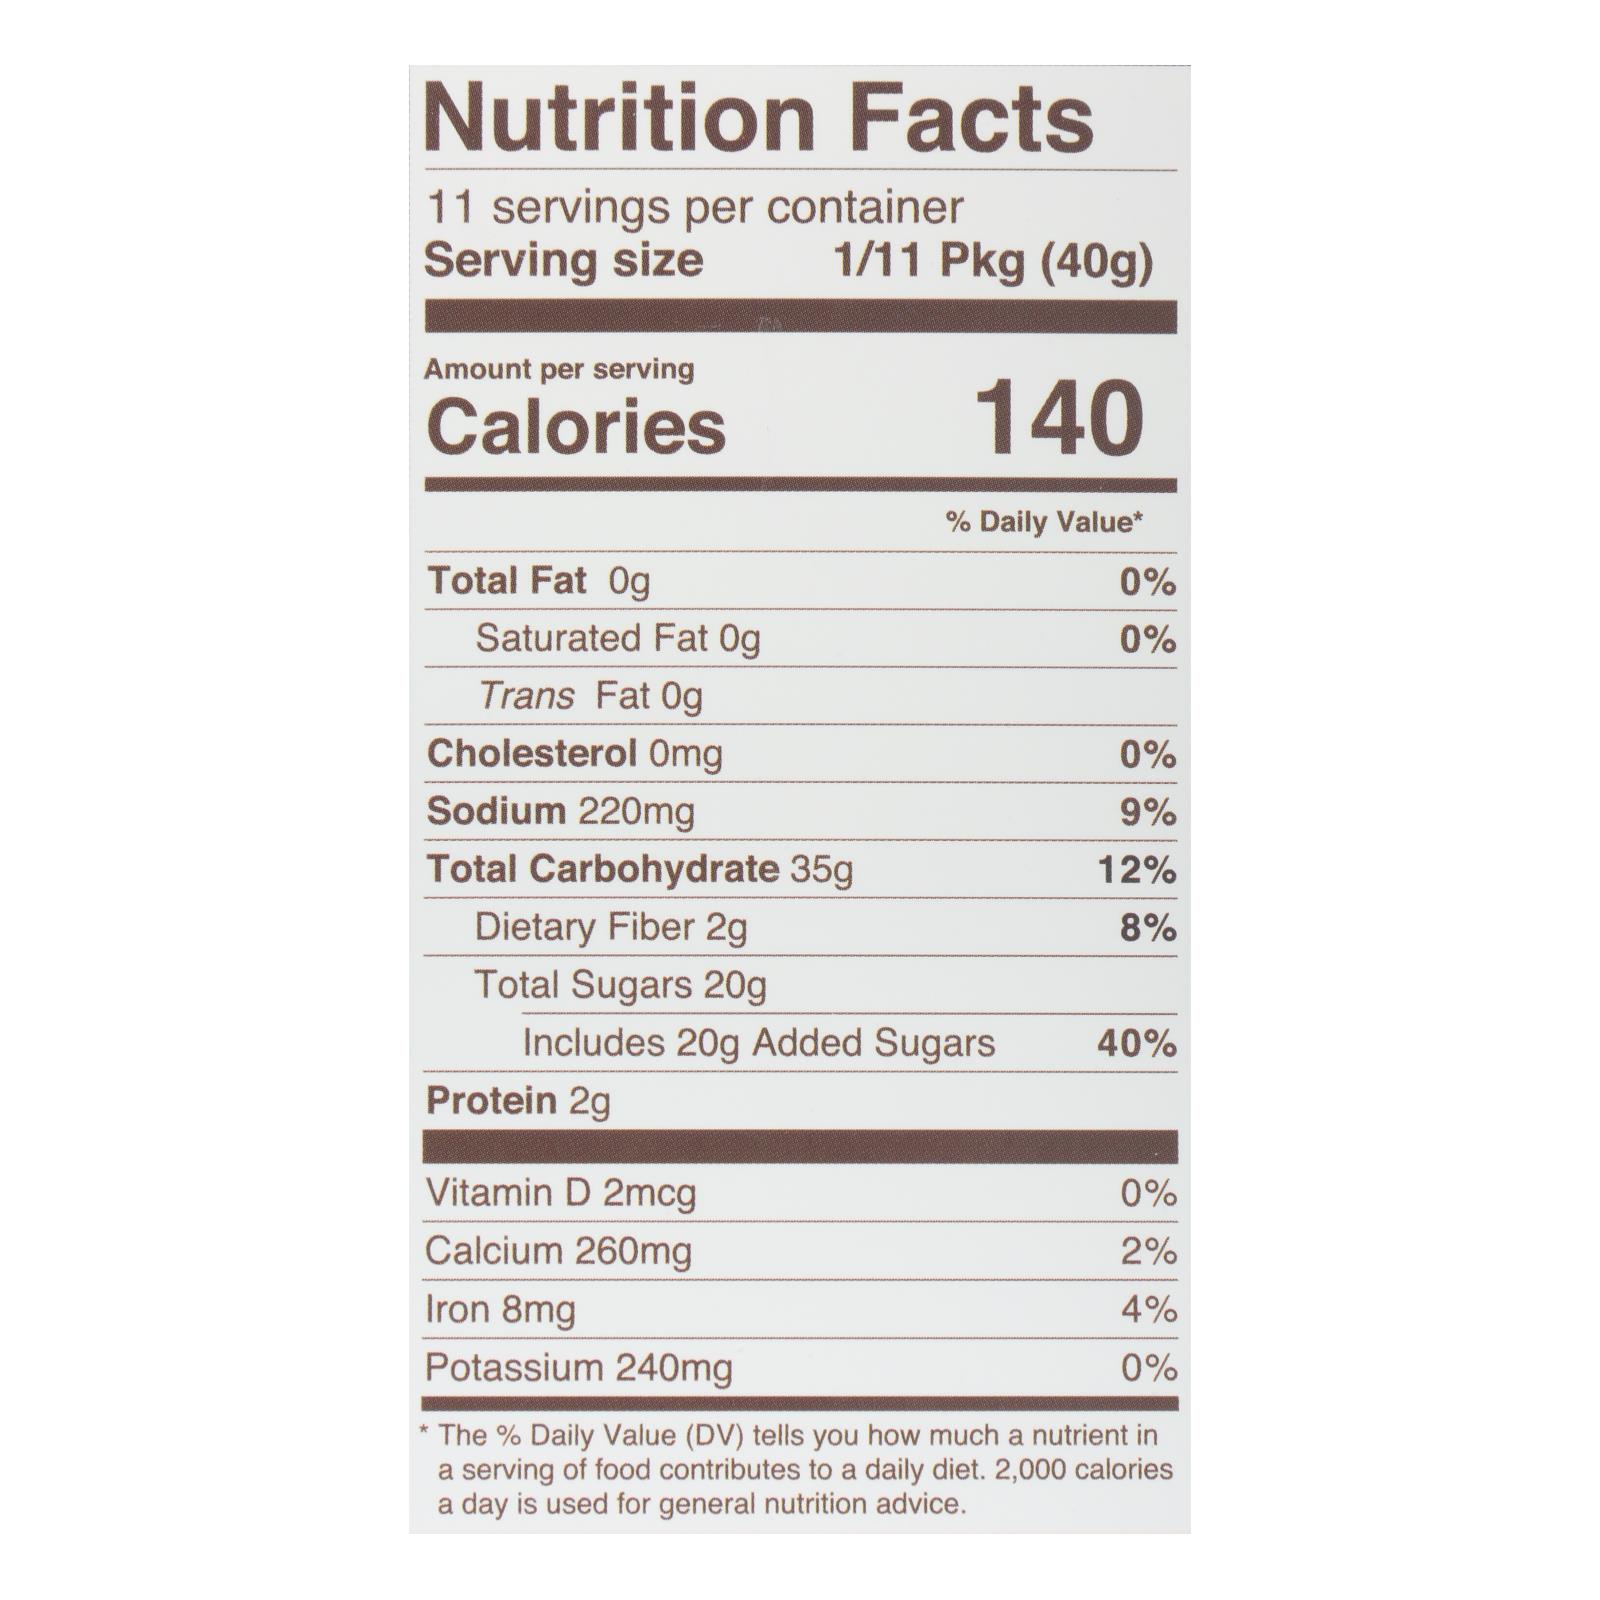 Nutrition Facts
11 servings per container
Serving size 1/11 Pkg (40g)
Amount per serving
Calories 140
% Daily Value*
Total Fat 0g 0%
Saturated Fat 0g 0%
Trans Fat 0g
Cholesterol 0mg 0%
Sodium 220mg 9%
Total Carbohydrate 35g 12%
Dietary Fiber 2g 8%
Total Sugars 20g
Includes 20g Added Sugars 40%
Protein 2g
Vitamin D 2mcg 0%
Calcium 260mg 2%
Iron 8mg 4%
Potassium 240mg 0%
* The % Daily Value (DV) tells you how much a nutrient in
a serving of food contributes to a daily diet. 2,000 calories
a day is used for general nutrition advice.